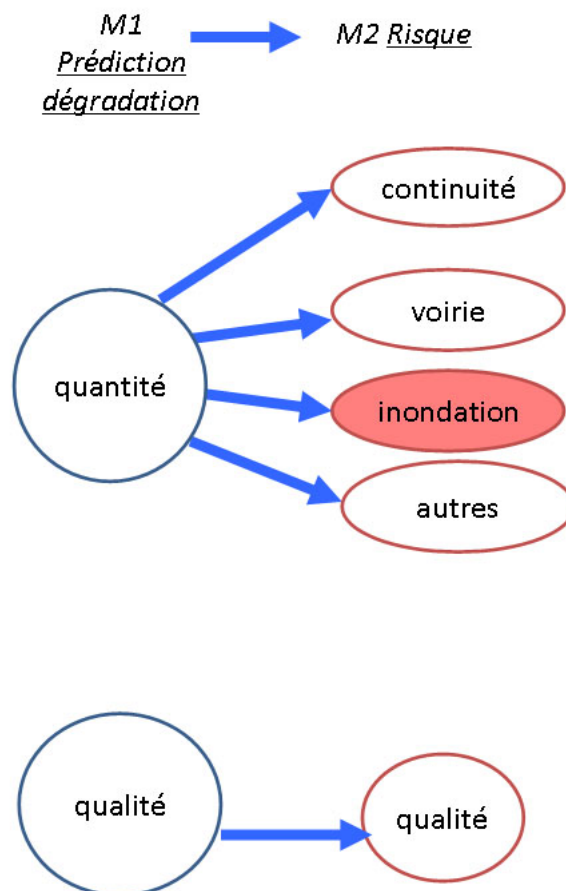 M1
Prédiction
dégradation
M2 Risque
continuité
voirie
quantité
inondation
autres
qualité
qualité